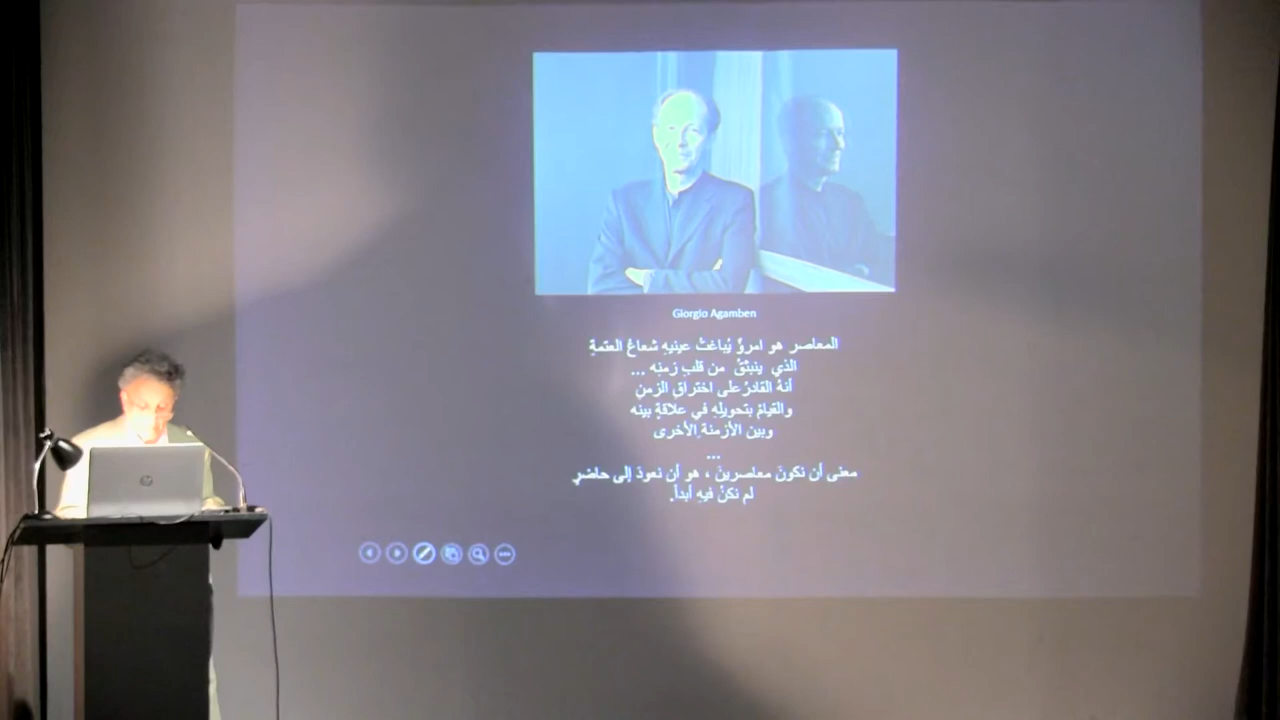 Giorgio Agamben
المعاصر هو امرؤٌ يُباغتُ عينيهِ شعاعُ العتمةِ
الذي ينبثقُ من قلبِ زمنِه ...
أنهُ القادرُ على اختراقِ الزمنِ
والقيامُ بتحويلِهِ في علاقةٍ بينه
وبين الأزمنةِ الأخرى
...
معنى أن نكونَ معاصرينَ ، هو أن نعودَ إلى حاضرٍ
لم نكنْ فيهِ أبداً.
hp